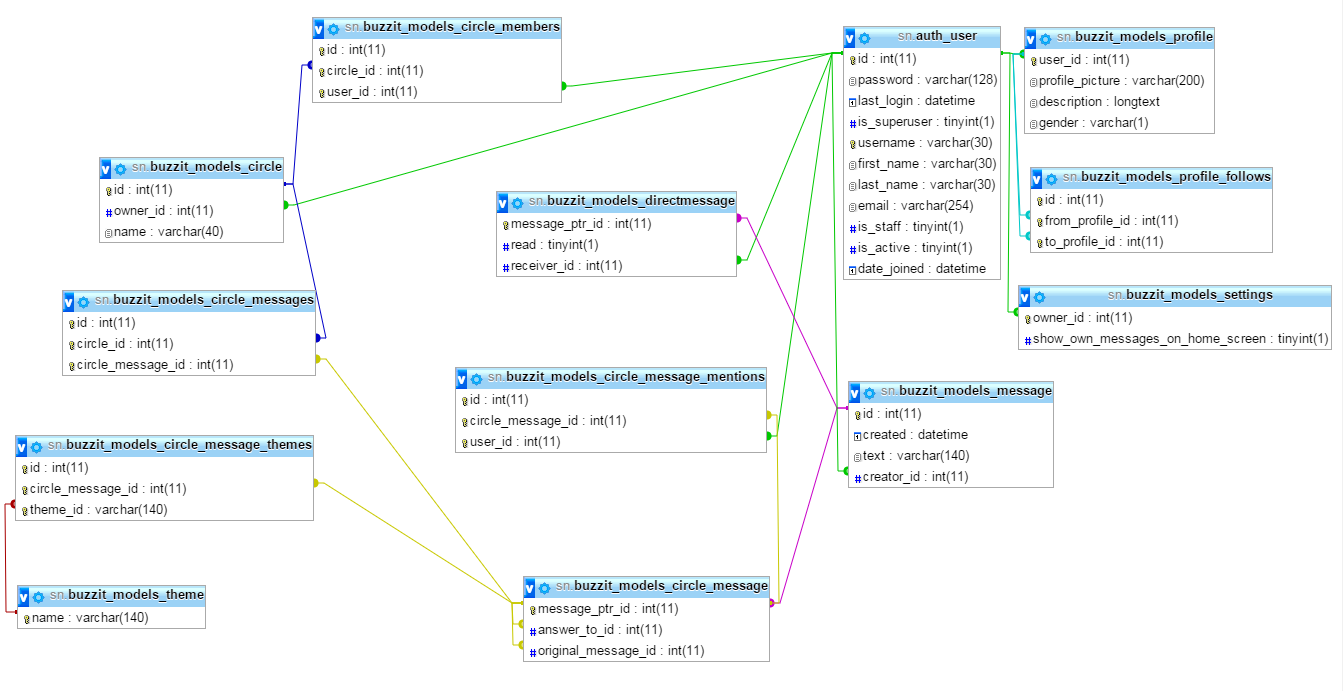 sn.buzzit_models_circle_members
id : int(11)
circle_id : int(11)
user_id : int(11)
sn.auth_user
id : int(11)
password : varchar(128)
last_login : datetime
is_superuser : tinyint(1)
username : varchar(30)
first_name : varchar(30)
last_name : varchar(30)
email : varchar(254)
is_staff : tinyint(1)
is_active : tinyint(1)
date_joined : datetime
sn.buzzit_models_profile
user_id : int(11)
profile_picture : varchar(200)
description : longtext
gender : varchar(1)
sn.buzzit_models_circle
id : int(11)
owner_id : int(11)
name : varchar(40)
sn.buzzit_models_directmessage
message_ptr_id : int(11)
read : tinyint(1)
receiver_id : int(11)
sn.buzzit_models_profile_follows
id : int(11)
from_profile_id : int(11)
to_profile_id : int(11)
sn.buzzit_models_circle_messages
id : int(11)
circle_id : int(11)
circle_message_id : int(11)
sn.buzzit_models_settings
owner_id : int(11)
show_own_messages_on_home_screen : tinyint(1)
sn.buzzit_models_circle_message_mentions
id : int(11)
circle_message_id : int(11)
user_id : int(11)
sn.buzzit_models_message
id : int(11)
created : datetime
text : varchar(140)
creator_id : int(11)
sn.buzzit_models_circle_message_themes
id : int(11)
circle_message_id : int(11)
theme_id : varchar(140)
sn.buzzit_models_theme
name : varchar(140)
sn.buzzit_models_circle_message
message_ptr_id : int(11)
answer_to_id : int(11)
original_message_id : int(11)